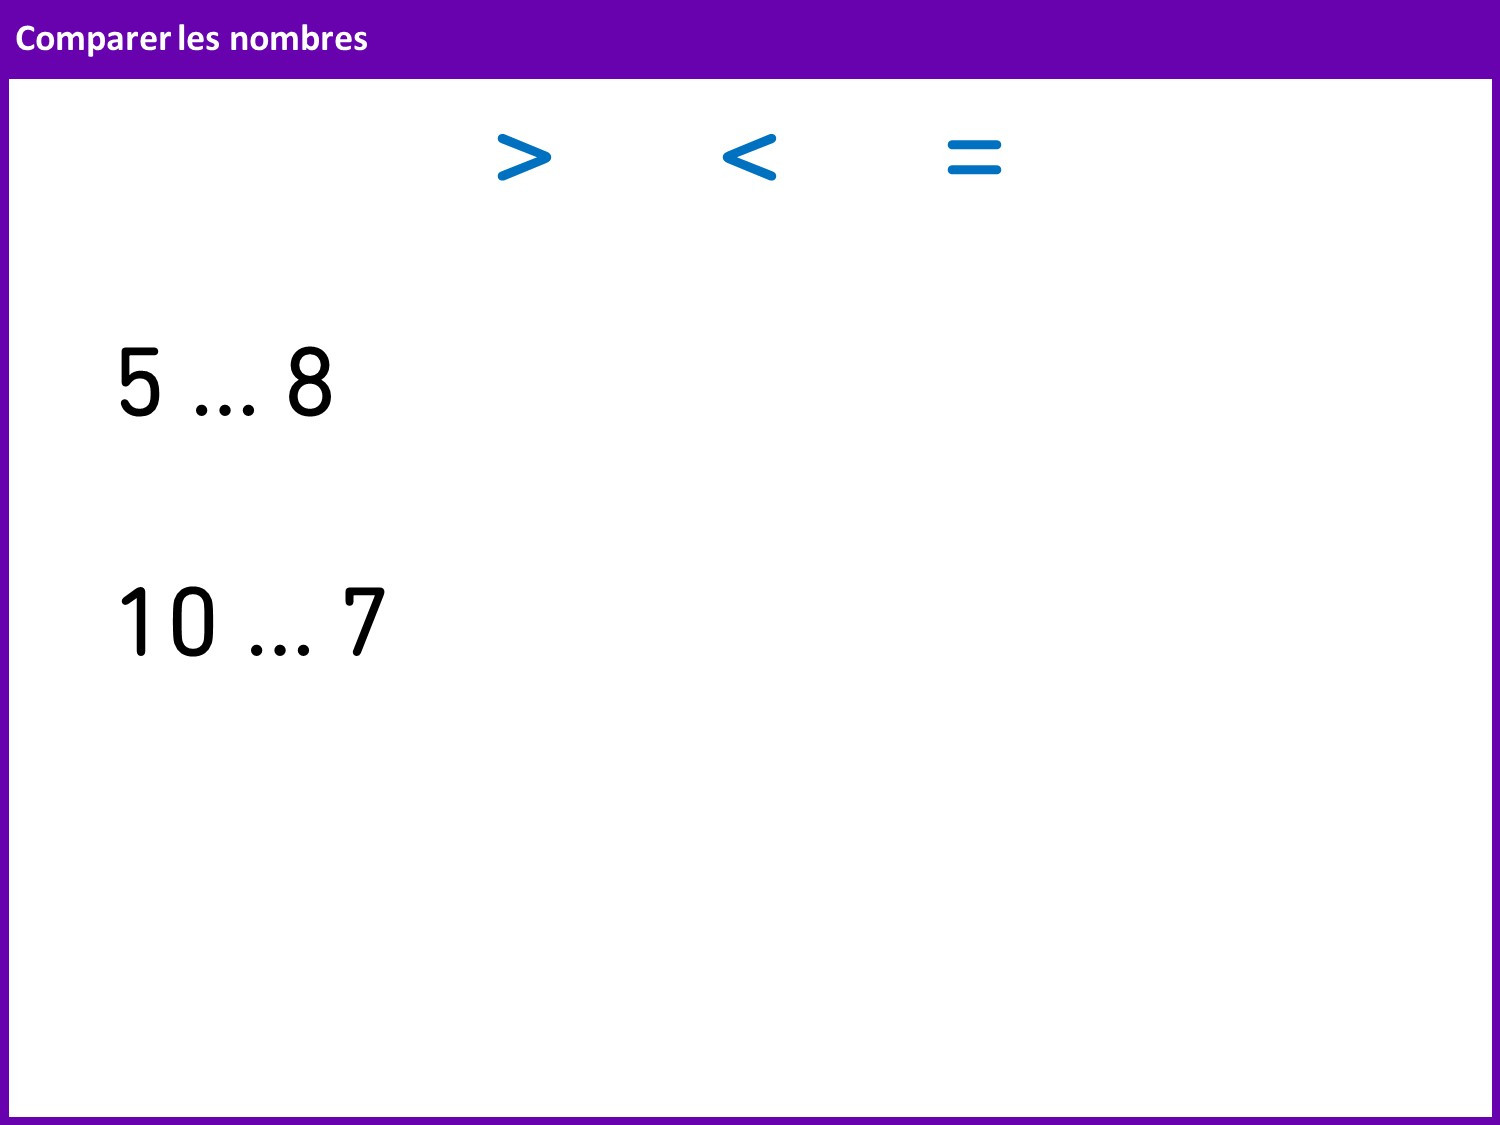 Comparer les nombres
> < =
5 ... 8
10 ... 7